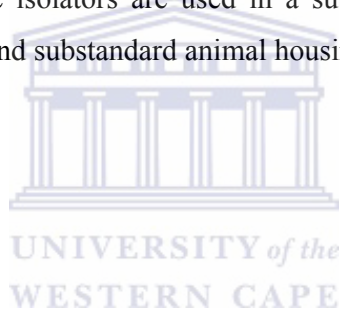 isolators are used in a su
nd substandard animal housi
UNIVERSITY of the
WESTERN CAPE